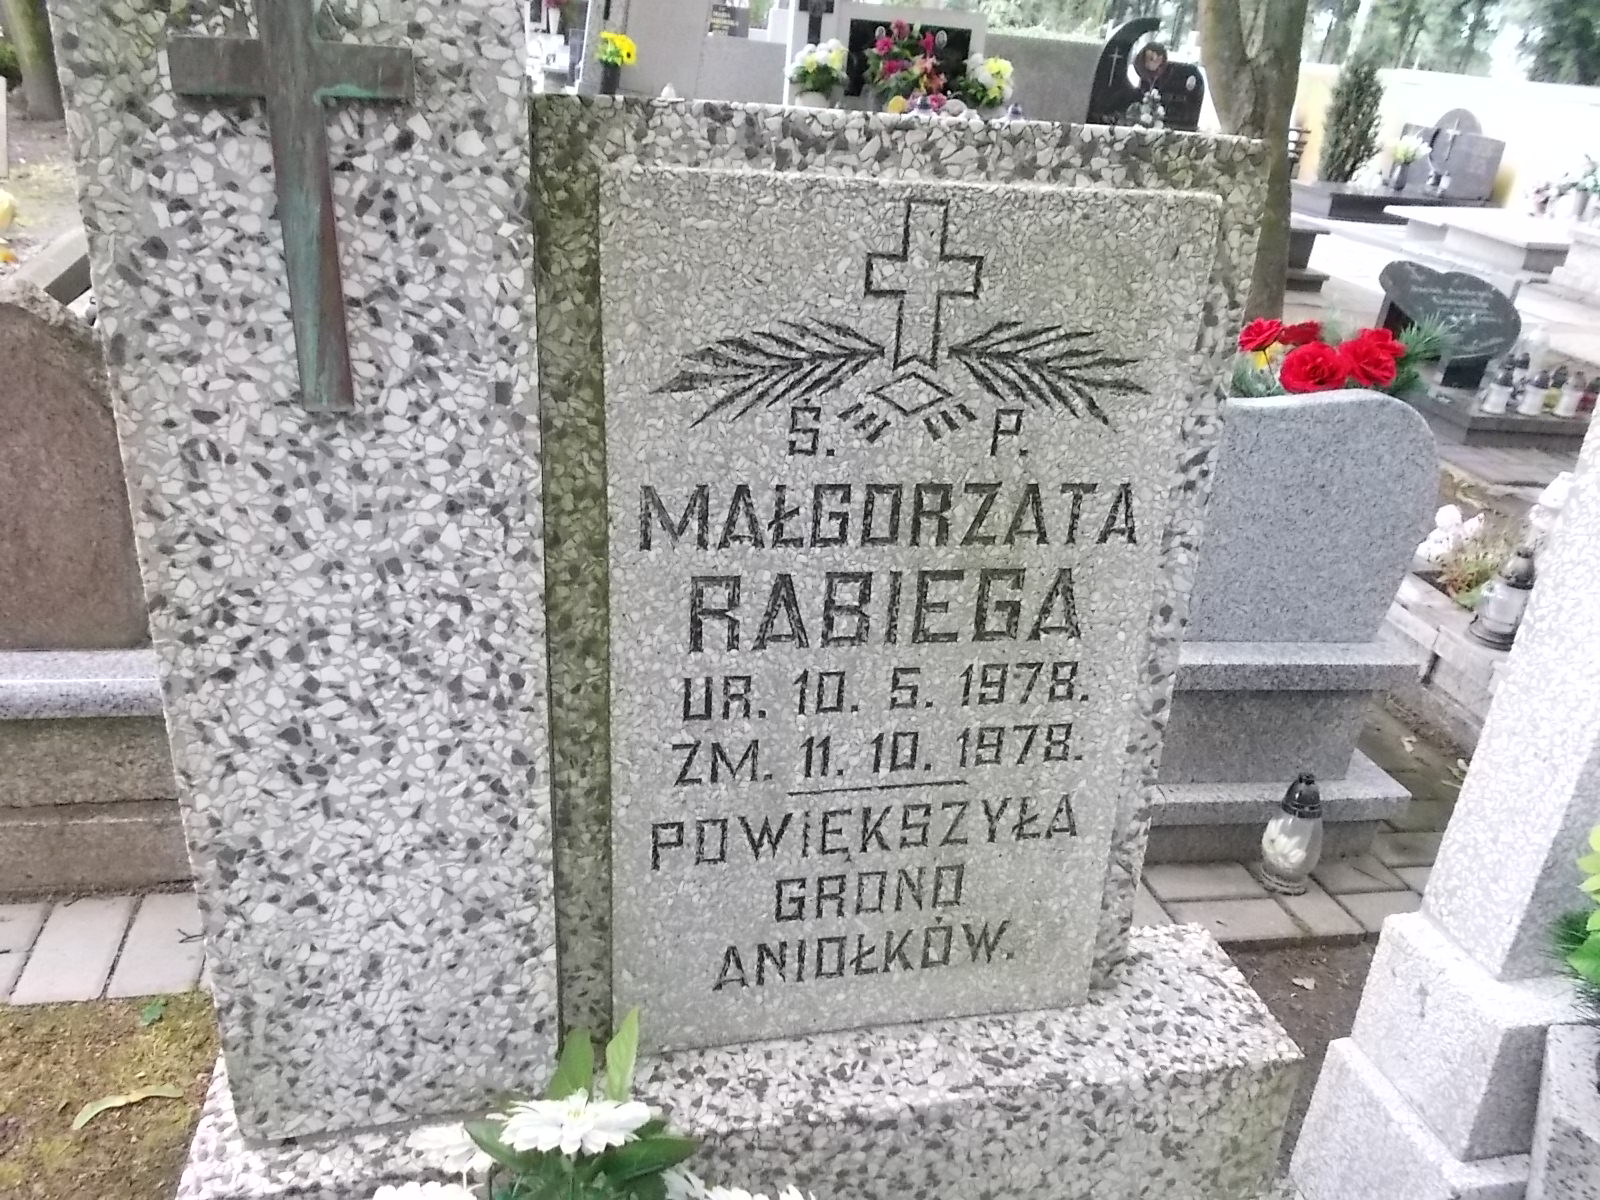 Ś. P.
MAŁGORZATA
RABIEGA
UR. 10. 5. 1978.
ZM. 11. 10. 1978.
POWIĘKSZYŁA
GRONO
ANIOŁKÓW.